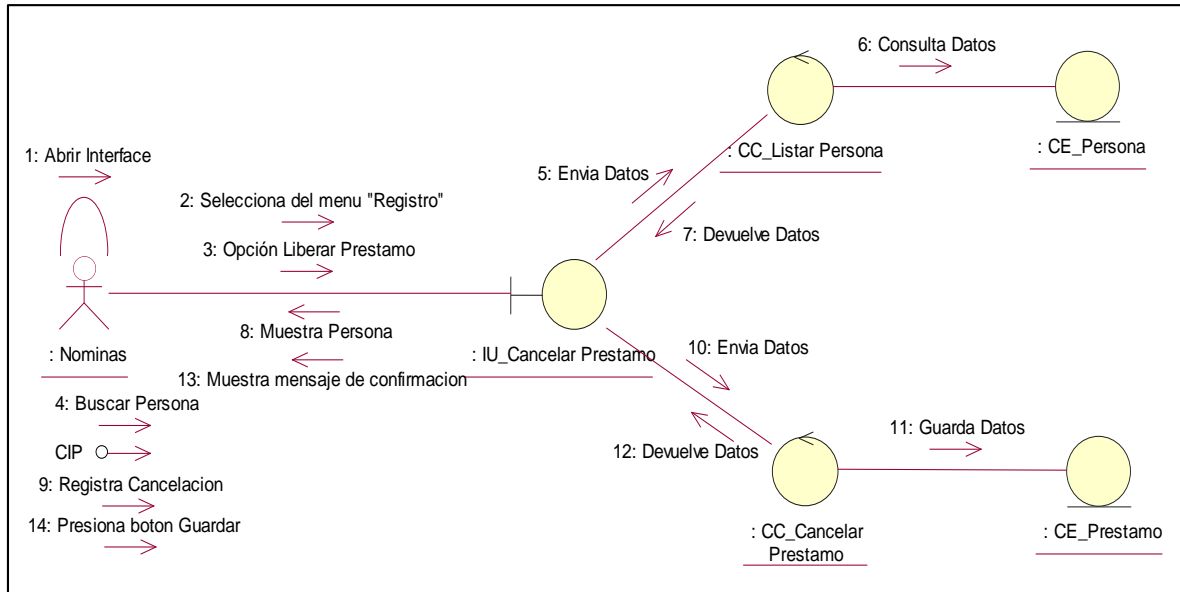 6: Consulta Datos
1: Abrir Interface
: CC_Listar Persona
: CE_Persona
5: Envia Datos
2: Selecciona del menu "Registro"
7: Devuelve Datos
3: Opción Liberar Prestamo
8: Muestra Persona
: Nominas
: IU_Cancelar Prestamo
10: Envia Datos
13: Muestra mensaje de confirmacion
4: Buscar Persona
11: Guarda Datos
CIP
12: Devuelve Datos
9: Registra Cancelacion
14: Presiona boton Guardar
: CC_Cancelar
Prestamo
: CE_Prestamo